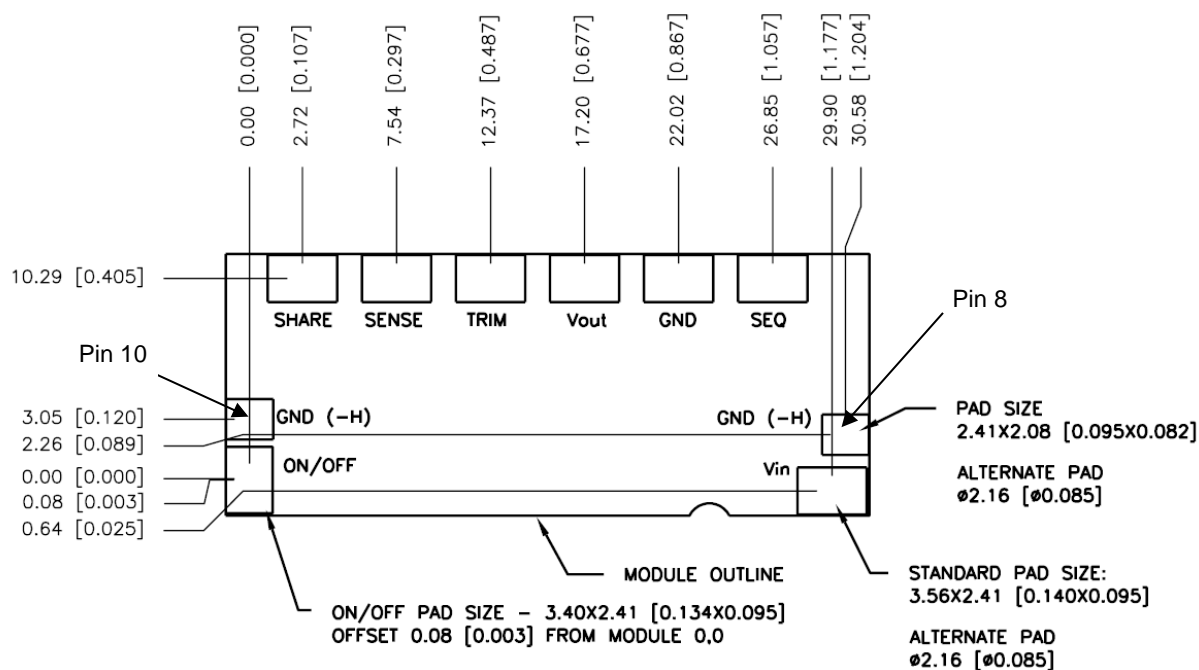 0.00 [0.000]
2.72 [0.107]
7.54 [0.297]
12.37 [0.487]
17.20 [0.677]
22.02 [0.867]
26.85 [1.057]
29.90 [1.177]
30.58 [1.204]
10.29 [0.405]
SHARE
SENSE
TRIM
Vout
GND
SEQ
Pin 8
Pin 10
3.05 [0.120]
GND (-H)
GND (-H)
PAD SIZE
2.41X2.08 [0.095X0.082]
2.26 [0.089]
0.00 [0.000]
ON/OFF
Vin
ALTERNATE PAD
ø2.16 [ø0.085]
0.08 [0.003]
0.64 [0.025]
MODULE OUTLINE
STANDARD PAD SIZE:
3.56X2.41 [0.140X0.095]
ON/OFF PAD SIZE - 3.40X2.41 [0.134X0.095]
OFFSET 0.08 [0.003] FROM MODULE 0,0
ALTERNATE PAD
ø2.16 [ø0.085]